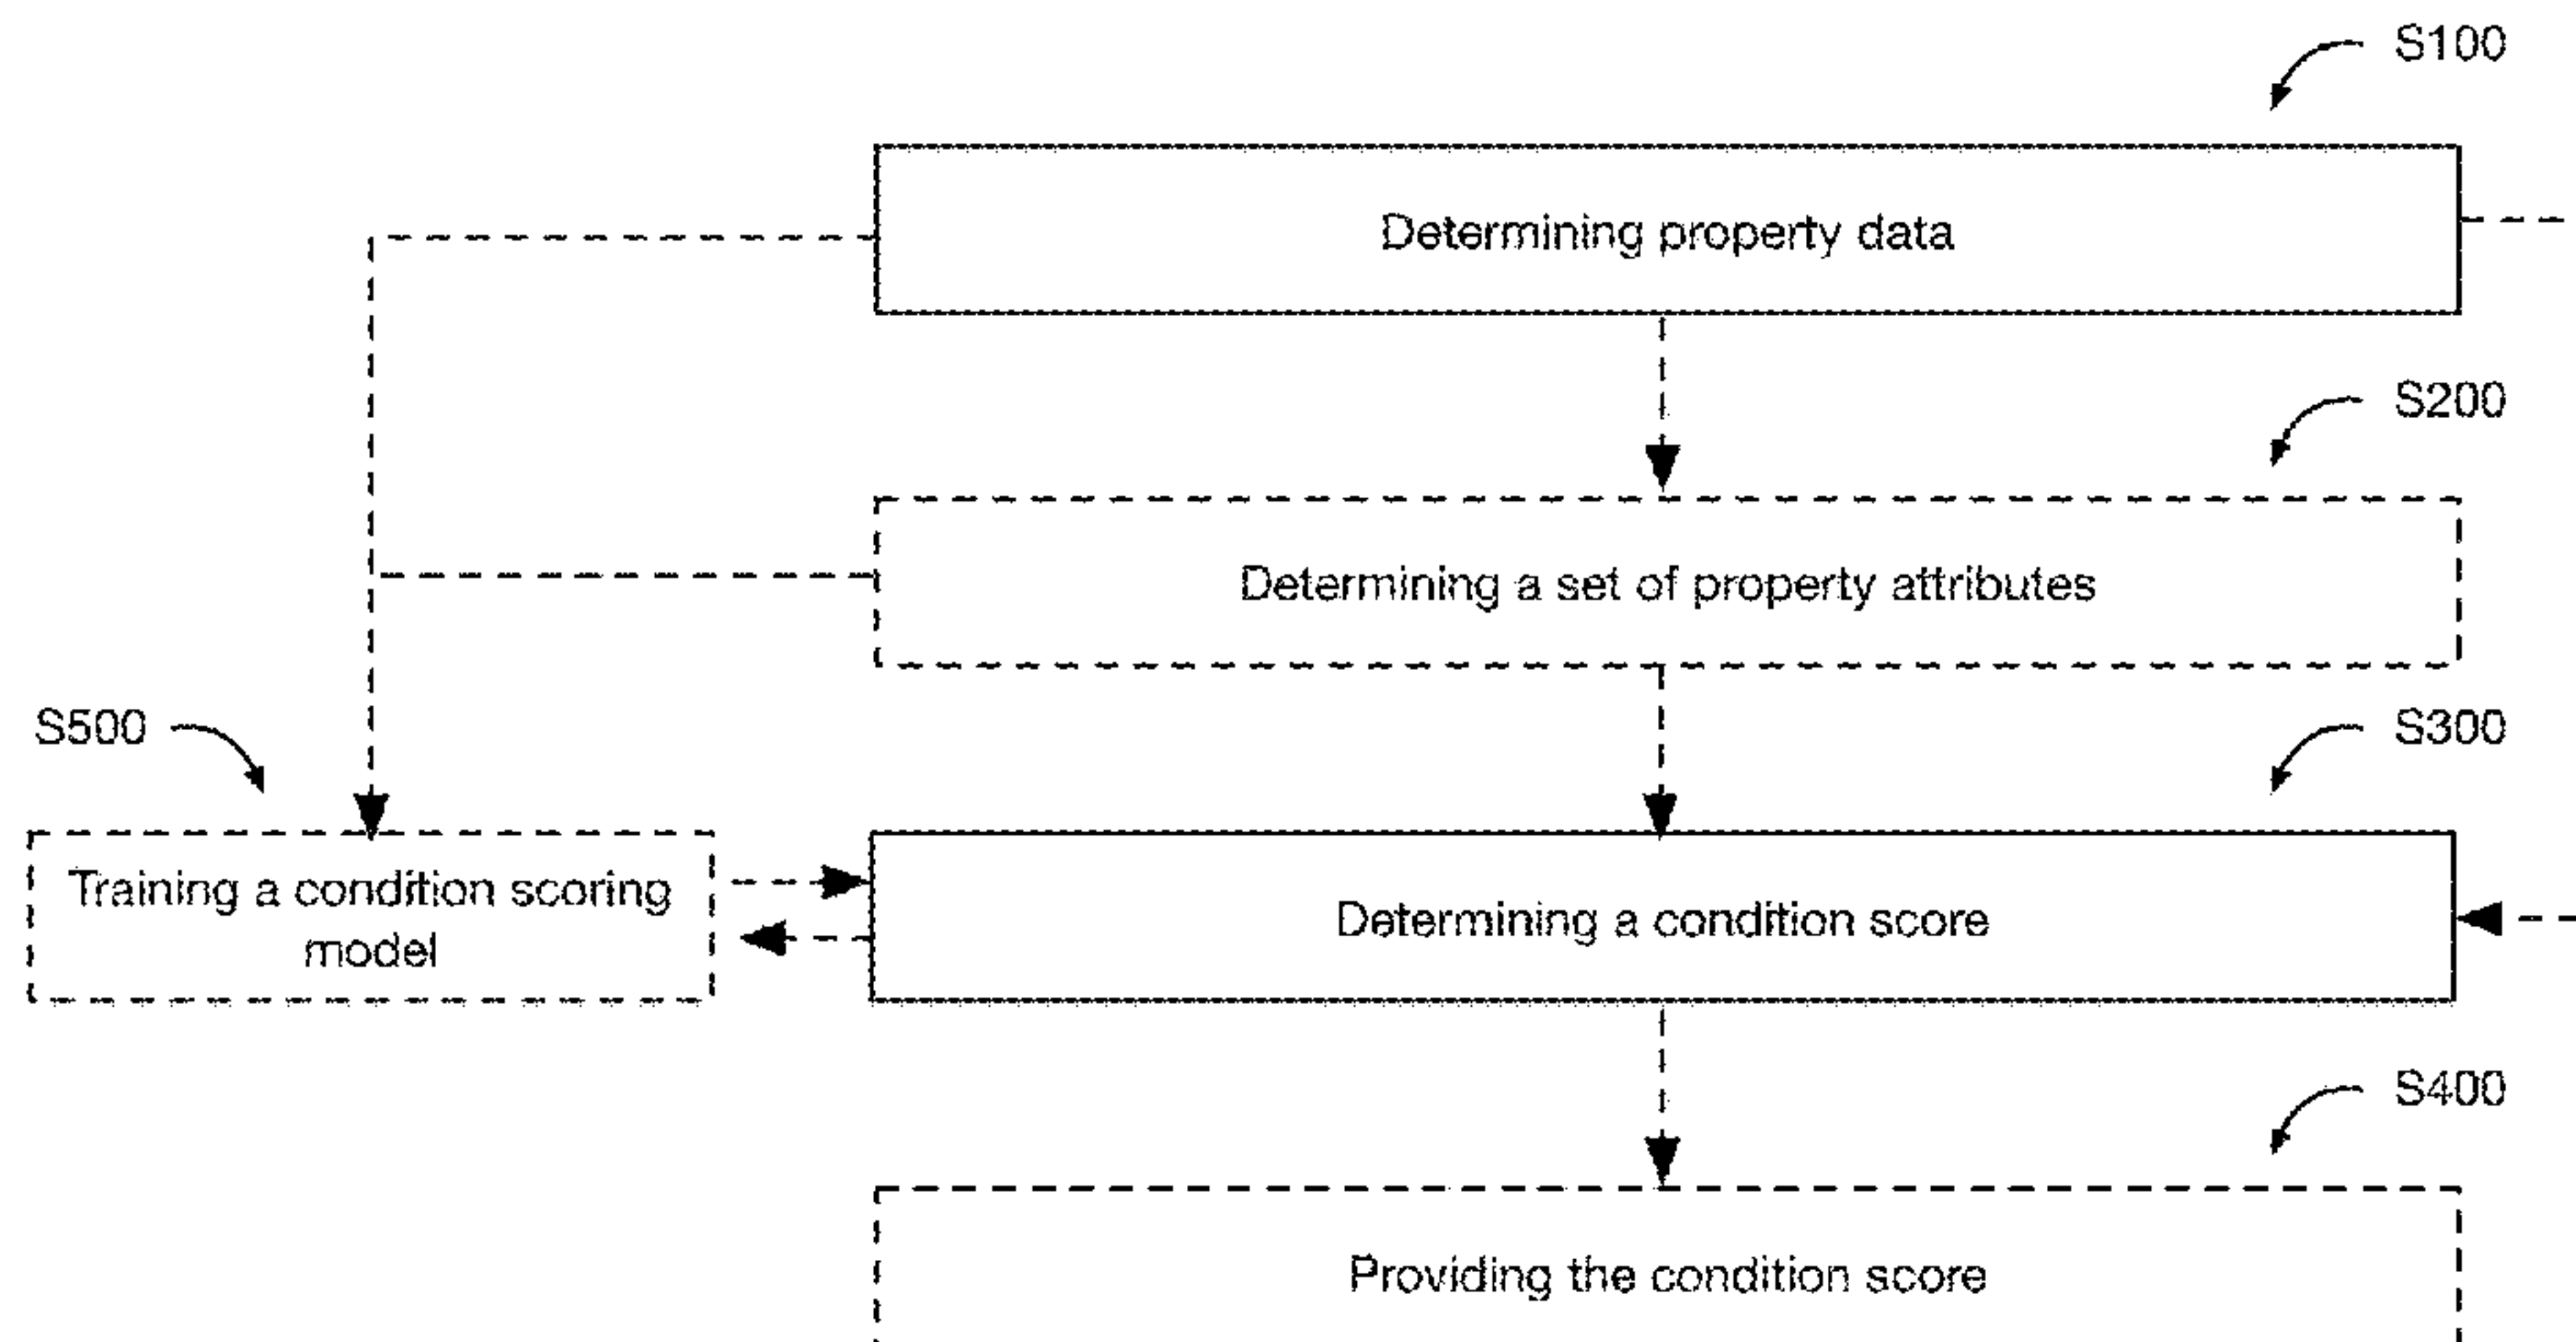 S100
Determining property data
S200
Determining a set of property attributes
S500
S300
Training a condition scoring
model
Determining a condition score
S400
Providing the condition score